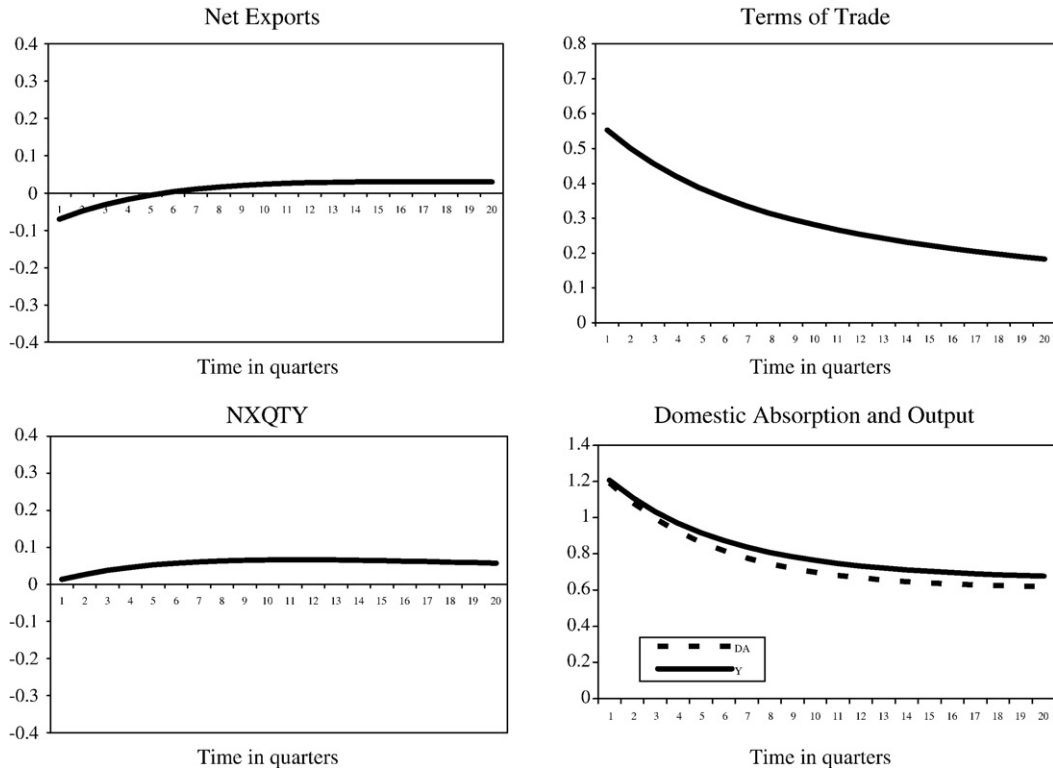 Net Exports
0.4
0.3
0.2
0.1
0
-0.1
-0.2
-0.3
-0.4
1 2 3 4 5 6 7 8 9 10 11 12 13 14 15 16 17 18 19 20
Time in quarters
Terms of Trade
0.8
0.7
0.6
0.5
0.4
0.3
0.2
0.1
0
1 2 3 4 5 6 7 8 9 10 11 12 13 14 15 16 17 18 19 20
Time in quarters
NXQTY
0.4
0.3
0.2
0.1
0
-0.1
-0.2
-0.3
-0.4
1 2 3 4 5 6 7 8 9 10 11 12 13 14 15 16 17 18 19 20
Time in quarters
Domestic Absorption and Output
1.4
1.2
1
0.8
0.6
0.4
0.2
0
DA
Y
1 2 3 4 5 6 7 8 9 10 11 12 13 14 15 16 17 18 19 20
Time in quarters